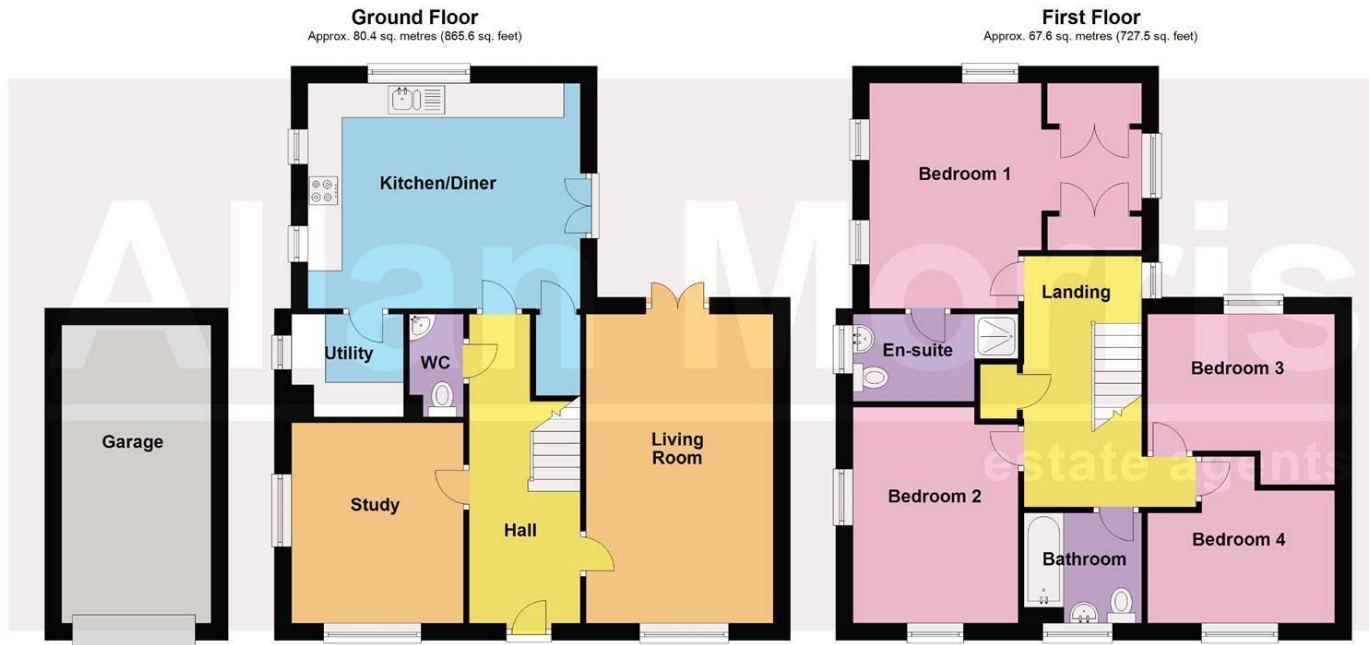 Ground Floor
Approx. 80.4 sq. metres (865.6 sq. feet)
First Floor
Approx. 67.6 sq. metres (727.5 sq. feet)
Kitchen/Diner
Utility
WC
Garage
Living
Room
Study
Hall
Bedroom 1
Landing
En-suite
Bedroom 3
Bedroom 2
Bedroom 4
Bathroom
Allan Morris
estate agents